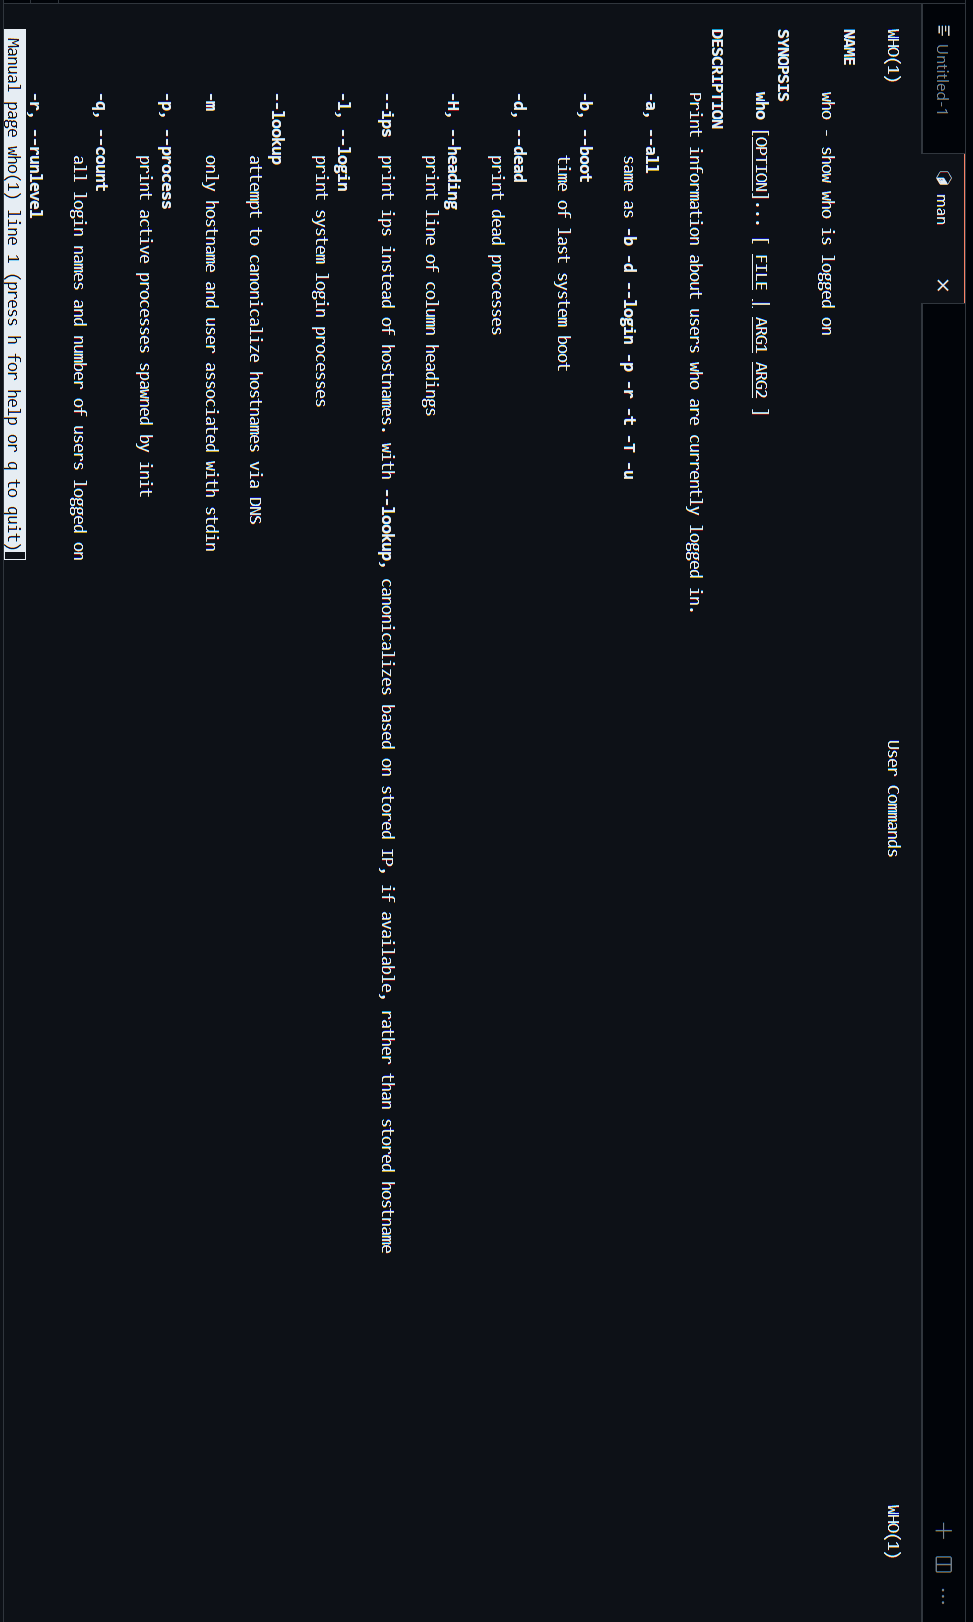 Untitled-1 man
WHO(1) User Commands WHO(1)
NAME
who - show who is logged on
SYNOPSIS
who [OPTION]... [ FILE | ARG1 ARG2 ]
DESCRIPTION
Print information about users who are currently logged in.
-a, --all
same as -b -d --login -p -r -t -T -u
-b, --boot
time of last system boot
-d, --dead
print dead processes
-H, --heading
print line of column headings
--ips print ips instead of hostnames. with --lookup, canonicalizes based on stored IP, if available, rather than stored hostname
-l, --login
print system login processes
--lookup
attempt to canonicalize hostnames via DNS
-m only hostname and user associated with stdin
-p, --process
print active processes spawned by init
-q, --count
all login names and number of users logged on
-r, --runlevel
Manual page who(1) line 1 (press h for help or q to quit)